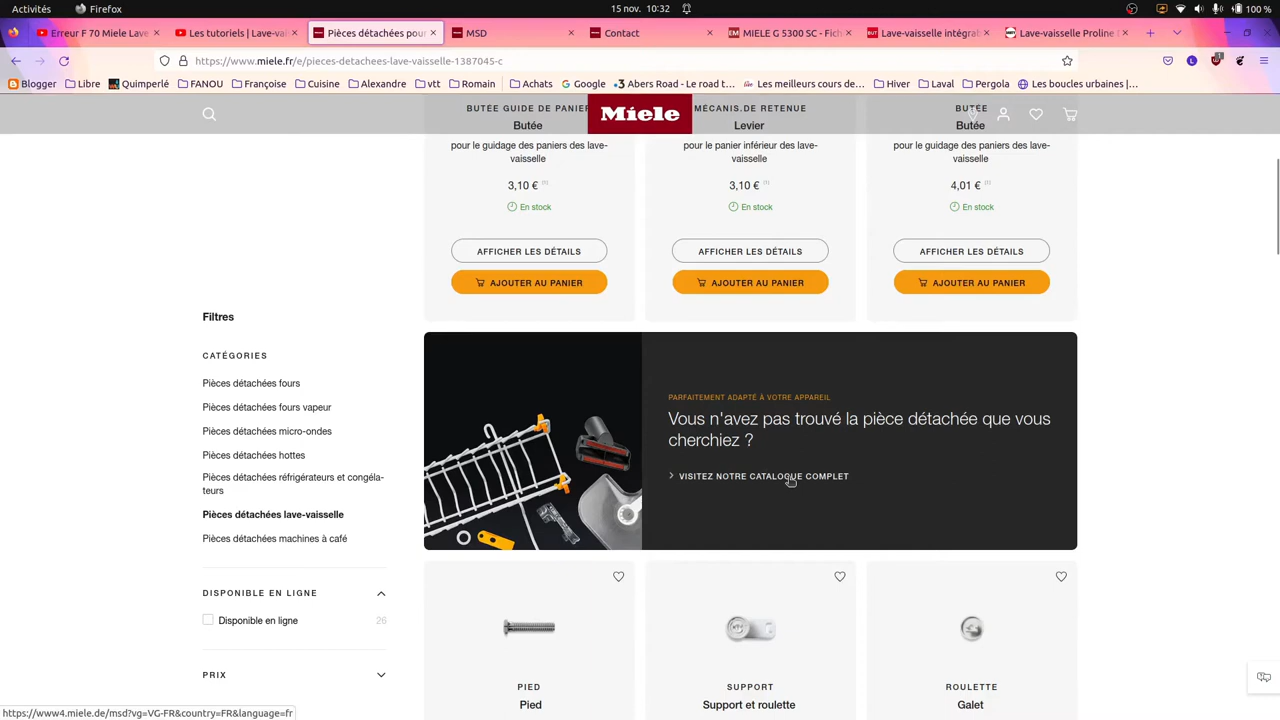 Activités
Firefox
15 nov. 10:32
100 %
Erreur F 70 Miele Lave
Les tutoriels | Lave-vai
Pièces détachées pour
MSD
Contact
MIELE G 5300 SC - Fich
Lave-vaisselle intégral
Lave-vaisselle Proline D
https://www.miele.fr/e/pieces-detachees-lave-vaisselle-1387045-c
Blogger
Libre
Quimperlé
FANOU
Françoise
Cuisine
Alexandre
vtt
Romain
Achats
Google
Abers Road - Le road t…
Les meilleurs cours de…
Hiver
Laval
Pergola
Les boucles urbaines |…
Miele
BUTÉE GUIDE DE PANIER
MÉCANIS.DE RETENUE
BUTÉE
Butée
Levier
Butée
pour le guidage des paniers des lave-
vaisselle
pour le panier inférieur des lave-
vaisselle
pour le guidage des paniers des lave-
vaisselle
3,10 € [1]
3,10 € [1]
4,01 € [1]
En stock
En stock
En stock
AFFICHER LES DÉTAILS
AFFICHER LES DÉTAILS
AFFICHER LES DÉTAILS
AJOUTER AU PANIER
AJOUTER AU PANIER
AJOUTER AU PANIER
Filtres
CATÉGORIES
Pièces détachées fours
Pièces détachées fours vapeur
Pièces détachées micro-ondes
Pièces détachées hottes
Pièces détachées réfrigérateurs et congéla-
teurs
Pièces détachées lave-vaisselle
Pièces détachées machines à café
DISPONIBLE EN LIGNE
Disponible en ligne 26
PRIX
PARFAITEMENT ADAPTÉ À VOTRE APPAREIL
Vous n'avez pas trouvé la pièce détachée que vous
cherchiez ?
VISITEZ NOTRE CATALOGUE COMPLET
PIED
SUPPORT
ROULETTE
Pied
Support et roulette
Galet
https://www4.miele.de/msd?vg=VG-FR&country=FR&language=fr